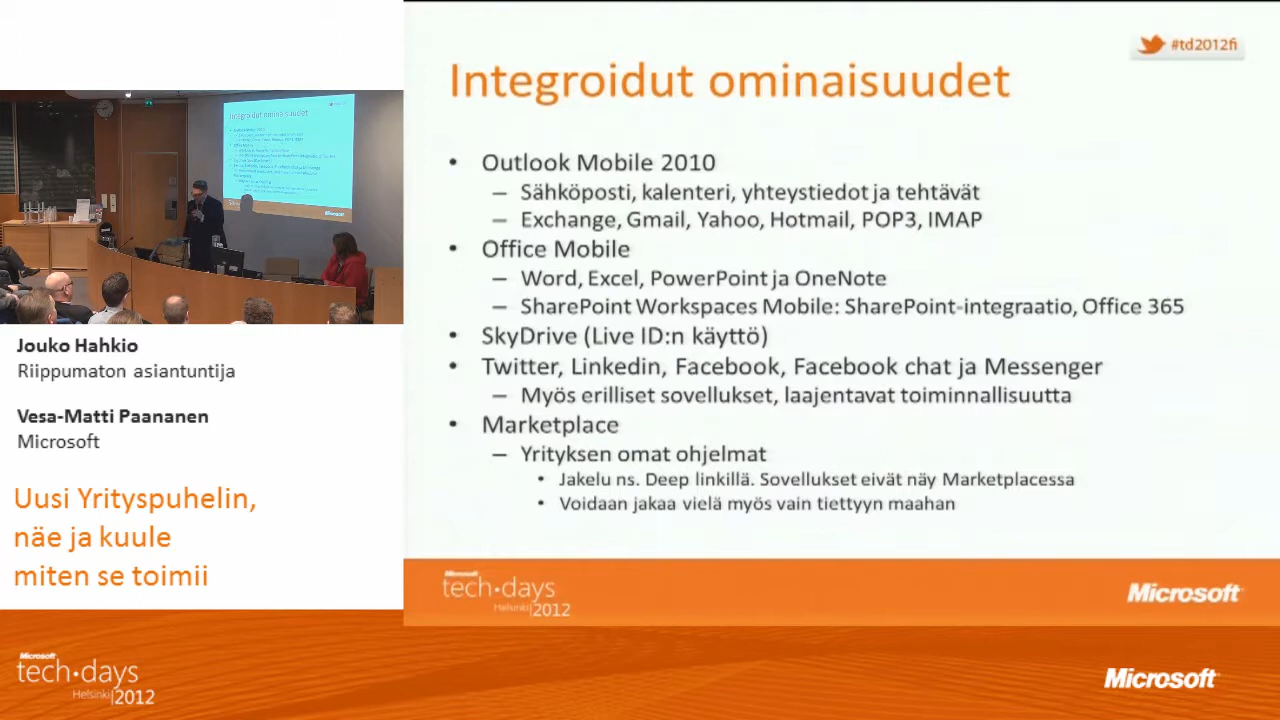 #td2012fi
Integroidut ominaisuudet
• Outlook Mobile 2010
– Sähköposti, kalenteri, yhteystiedot ja tehtävät
– Exchange, Gmail, Yahoo, Hotmail, POP3, IMAP
• Office Mobile
– Word, Excel, PowerPoint ja OneNote
– SharePoint Workspaces Mobile: SharePoint-integraatio, Office 365
• SkyDrive (Live ID:n käyttö)
• Twitter, Linkedin, Facebook, Facebook chat ja Messenger
– Myös erilliset sovellukset, laajentavat toiminnallisuutta
• Marketplace
– Yrityksen omat ohjelmat
• Jakelu ns. Deep linkillä. Sovellukset eivät näy Marketplacessa
• Voidaan jakaa vielä myös vain tiettyyn maahan
Microsoft
tech·days
Helsinki|2012
Microsoft
Integroidut ominaisuudet
Jouko Hahkio
Riippumaton asiantuntija
Vesa-Matti Paananen
Microsoft
Uusi Yrityspuhelin,
näe ja kuule
miten se toimii
Microsoft
tech·days
Helsinki|2012
Microsoft